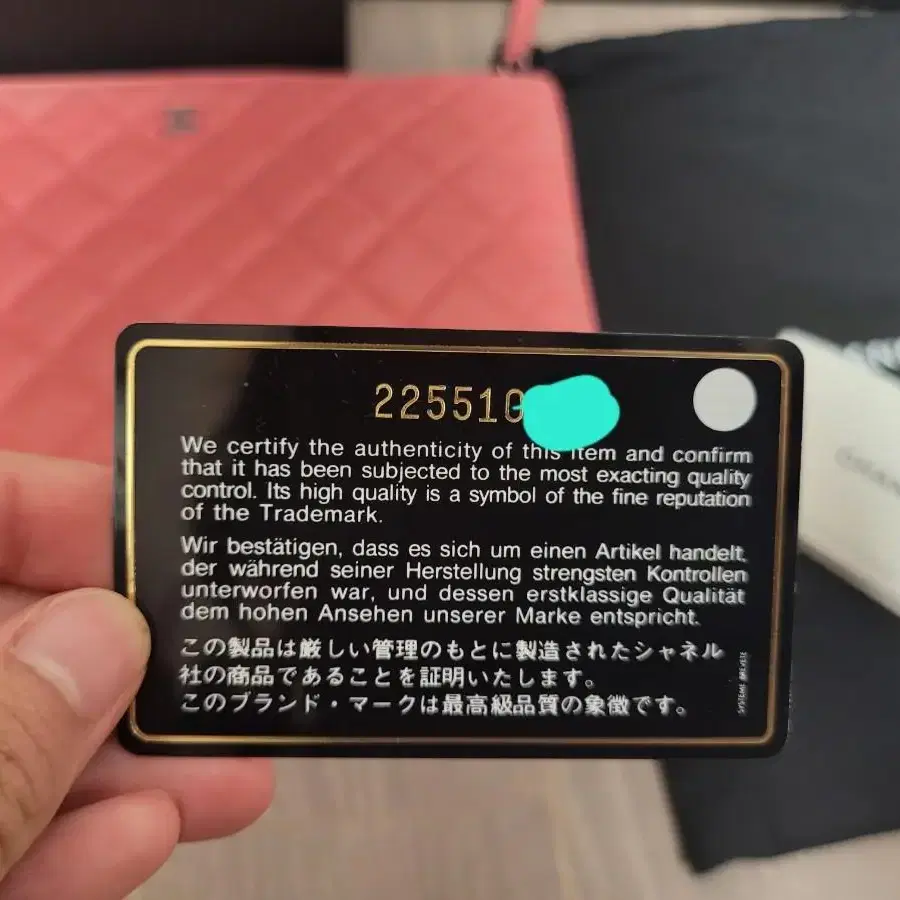 225510
We certify the authenticity of this item and confirm
that it has been subjected to the most exacting quality
control. Its high quality is a symbol of the fine reputation
of the Trademark.
Wir bestätigen, dass es sich um einen Artikel handelt,
der während seiner Herstellung strengsten Kontrollen
unterworfen war, und dessen erstklassige Qualität
dem hohen Ansehen unserer Marke entspricht.
この製品は厳しい管理のもとに製造されたシャネル
社の商品であることを証明いたします。
このブランド・マークは最高級品質の象徴です。
SYSTEME BREVETE